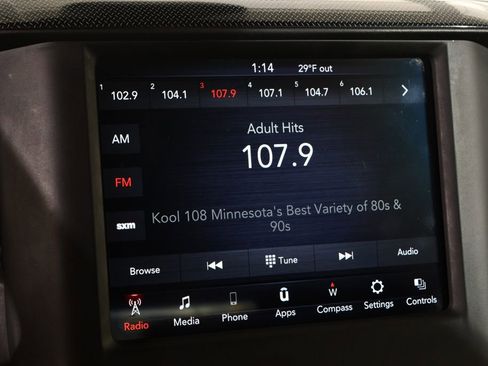 1:14 29°F out
1 102.9 2 104.1 3 107.9 4 107.1 5 104.7 6 106.1
Adult Hits
AM
107.9
FM
Kool 108 Minnesota's Best Variety of 80s &
90s
sxm
Browse Tune Audio
W
Radio Media Phone Apps Compass Settings Controls